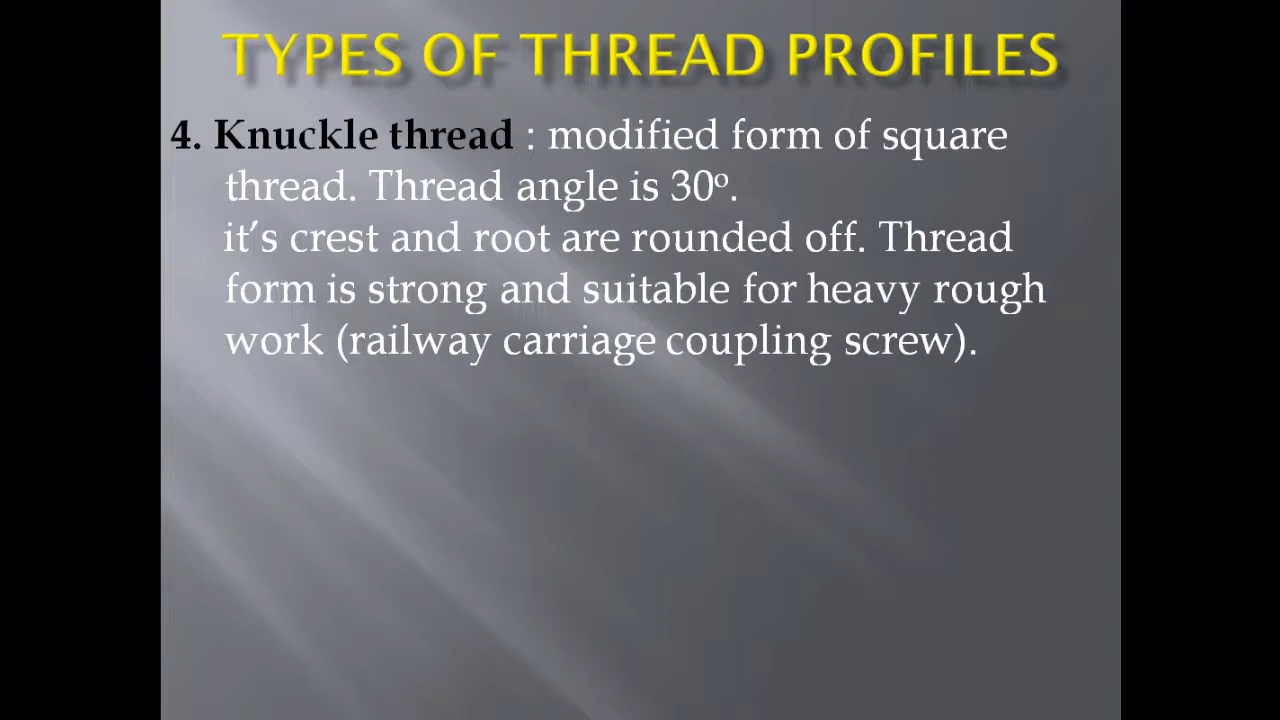 TYPES OF THREAD PROFILES
4. Knuckle thread : modified form of square
thread. Thread angle is 30º.
it’s crest and root are rounded off. Thread
form is strong and suitable for heavy rough
work (railway carriage coupling screw).